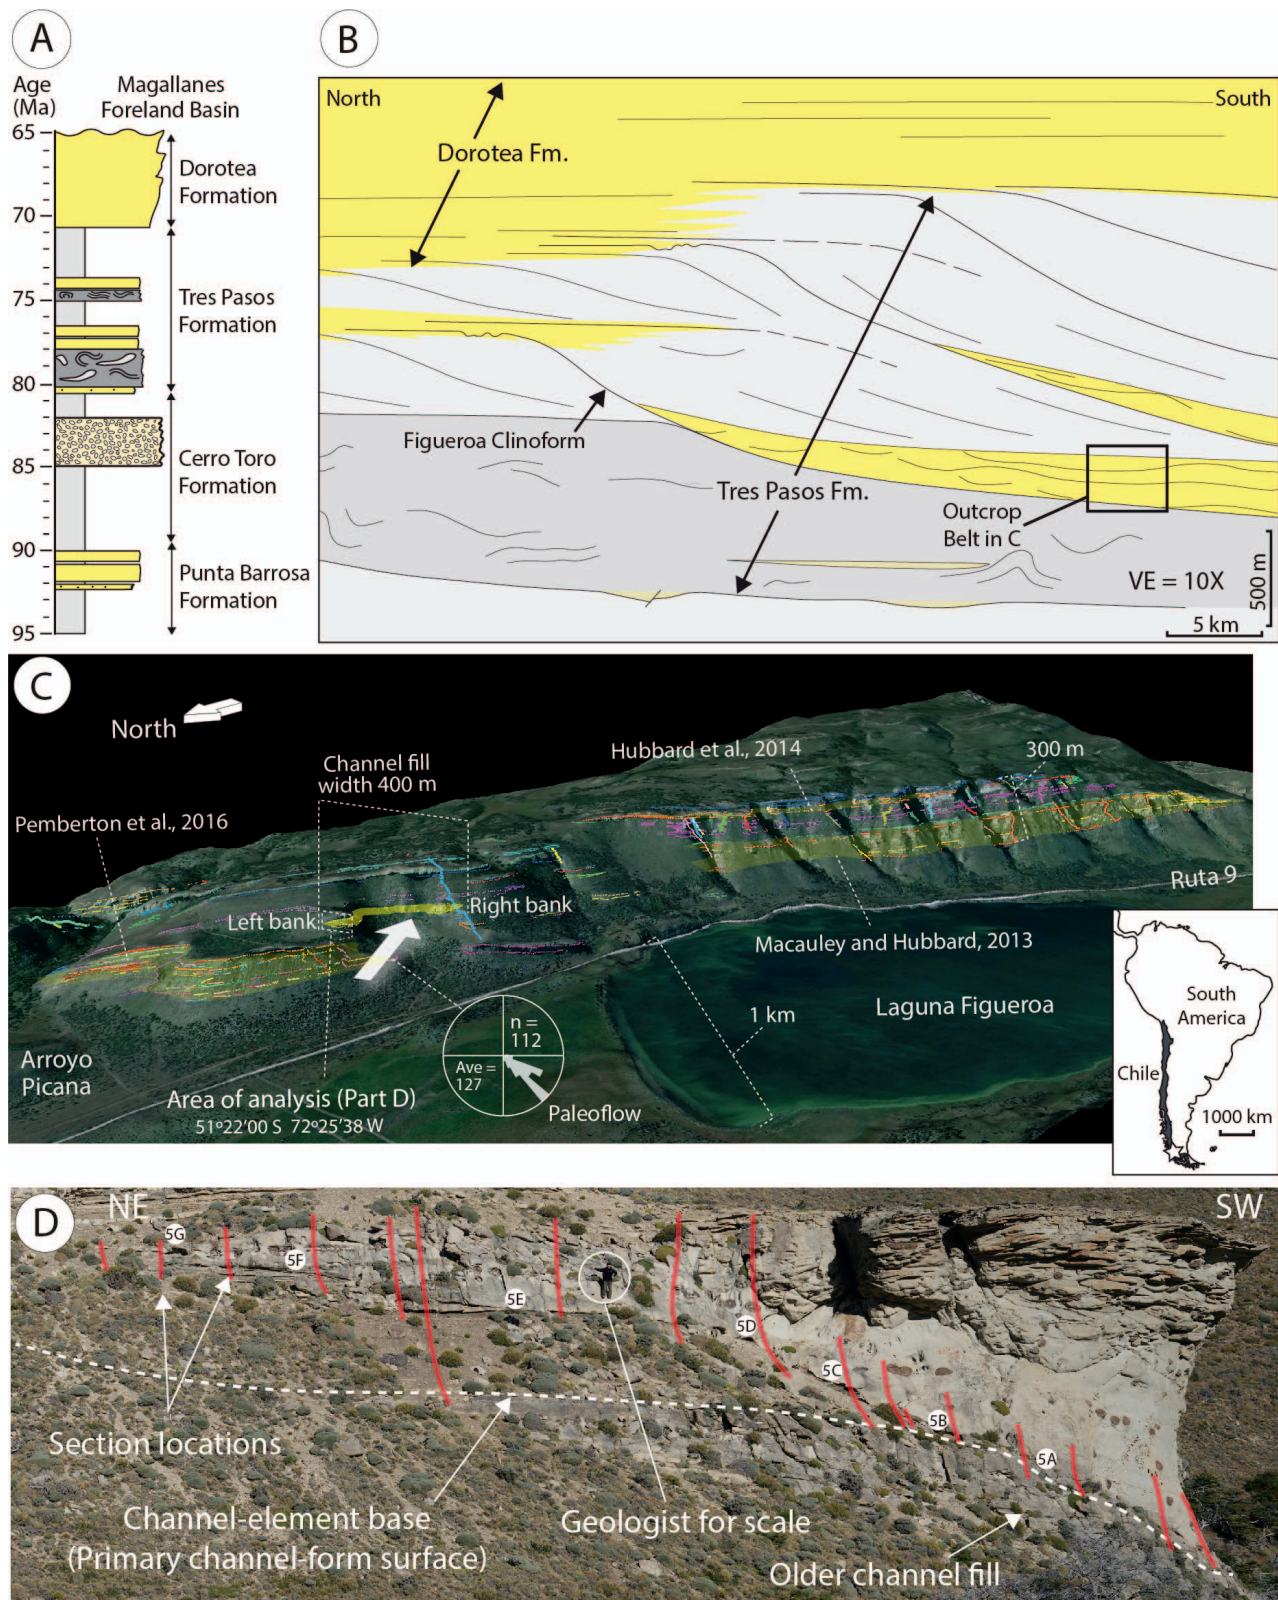 A
Age
(Ma)
Magallanes
Foreland Basin
65
70
75
80
85
90
95
Dorotea
Formation
Tres Pasos
Formation
Cerro Toro
Formation
Punta Barrosa
Formation
B
North
South
Dorotea Fm.
Figueroa Clinoform
Tres Pasos Fm.
Outcrop
Belt in C
VE = 10X
500 m
5 km
C
North
Channel fill
width 400 m
Hubbard et al., 2014
300 m
Pemberton et al., 2016
Left bank
Right bank
Ruta 9
Macauley and Hubbard, 2013
Laguna Figueroa
1 km
Arroyo
Picana
Area of analysis (Part D)
51º22'00 S 72º25'38 W
n =
112
Ave =
127
Paleoflow
South
America
Chile
1000 km
D
NE
SW
5G
5F
5E
5D
5C
5B
5A
Section locations
Channel-element base
(Primary channel-form surface)
Geologist for scale
Older channel fill